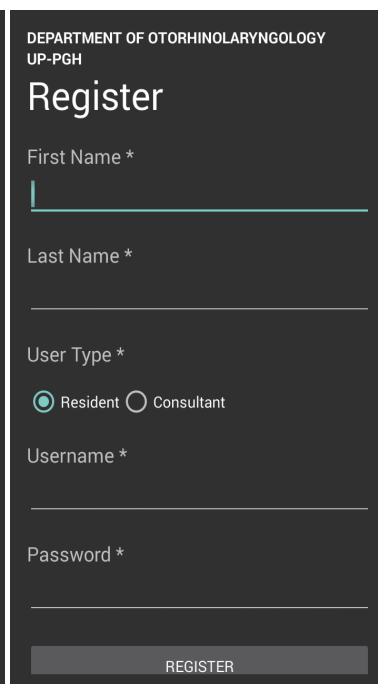 DEPARTMENT OF OTORHINOLARYNGOLOGY
UP-PGH
Register
First Name *
Last Name *
User Type *
Resident Consultant
Username *
Password *
REGISTER